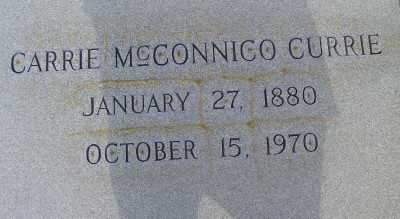 CARRIE McCONNICO CURRIE
JANUARY 27, 1880
OCTOBER 15, 1970